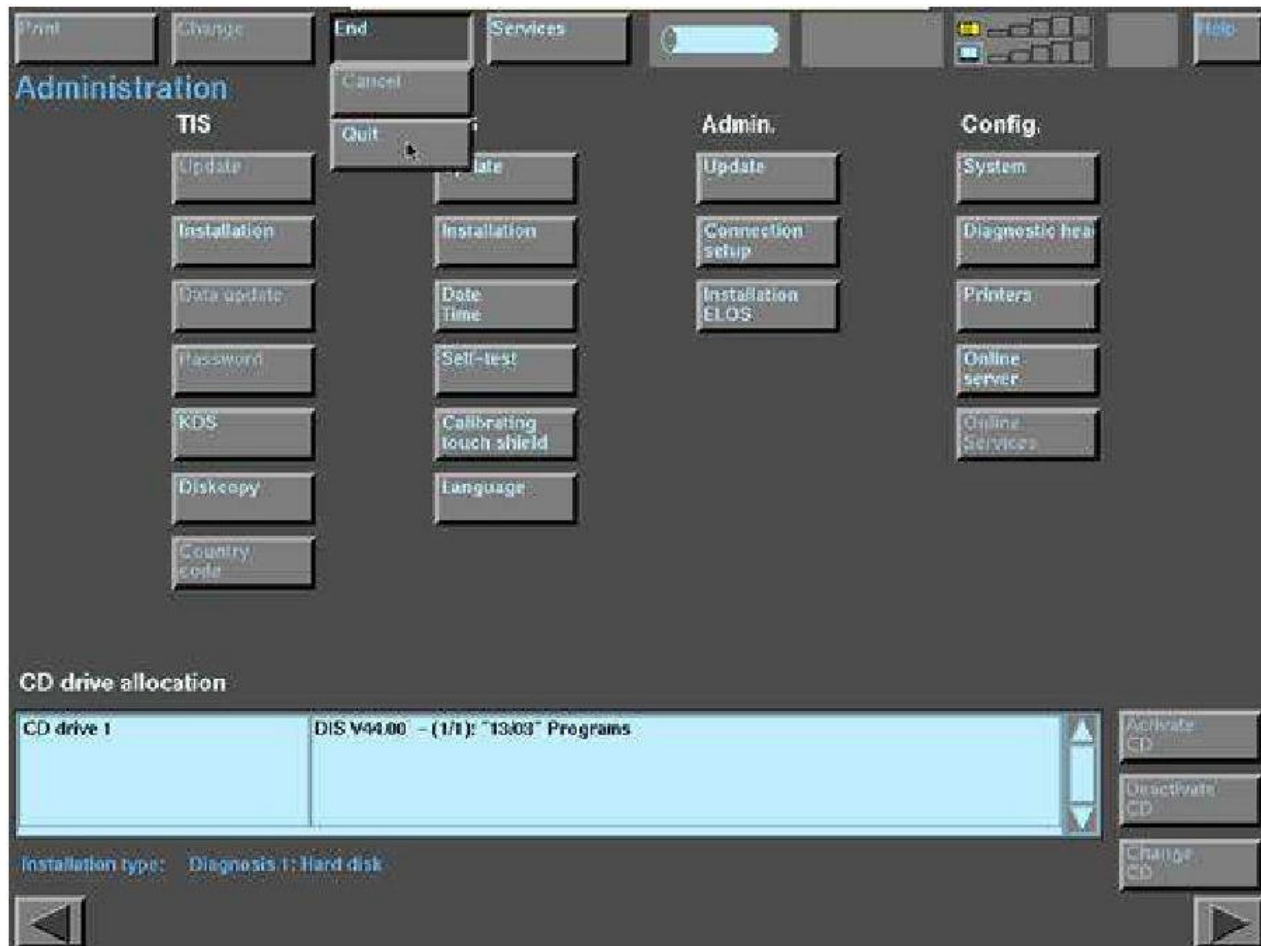 Print
Change
End
Services
Help
Cancel
Quit
Administration
TIS
Admin.
Config.
Update
Installation
Data update
Password
KDS
Diskcopy
Country
code
Installation
Date
Time
Self-test
Calibrating
touch shield
Language
Update
Connection
setup
Installation
ELOS
System
Diagnostic hea
Printers
Online
server
Online
Services
CD drive allocation
CD drive 1
DIS V44.00 - (1/1): "13/03" Programs
Activate
CD
Deactivate
CD
Change
CD
Installation type: Diagnosis 1: Hard disk